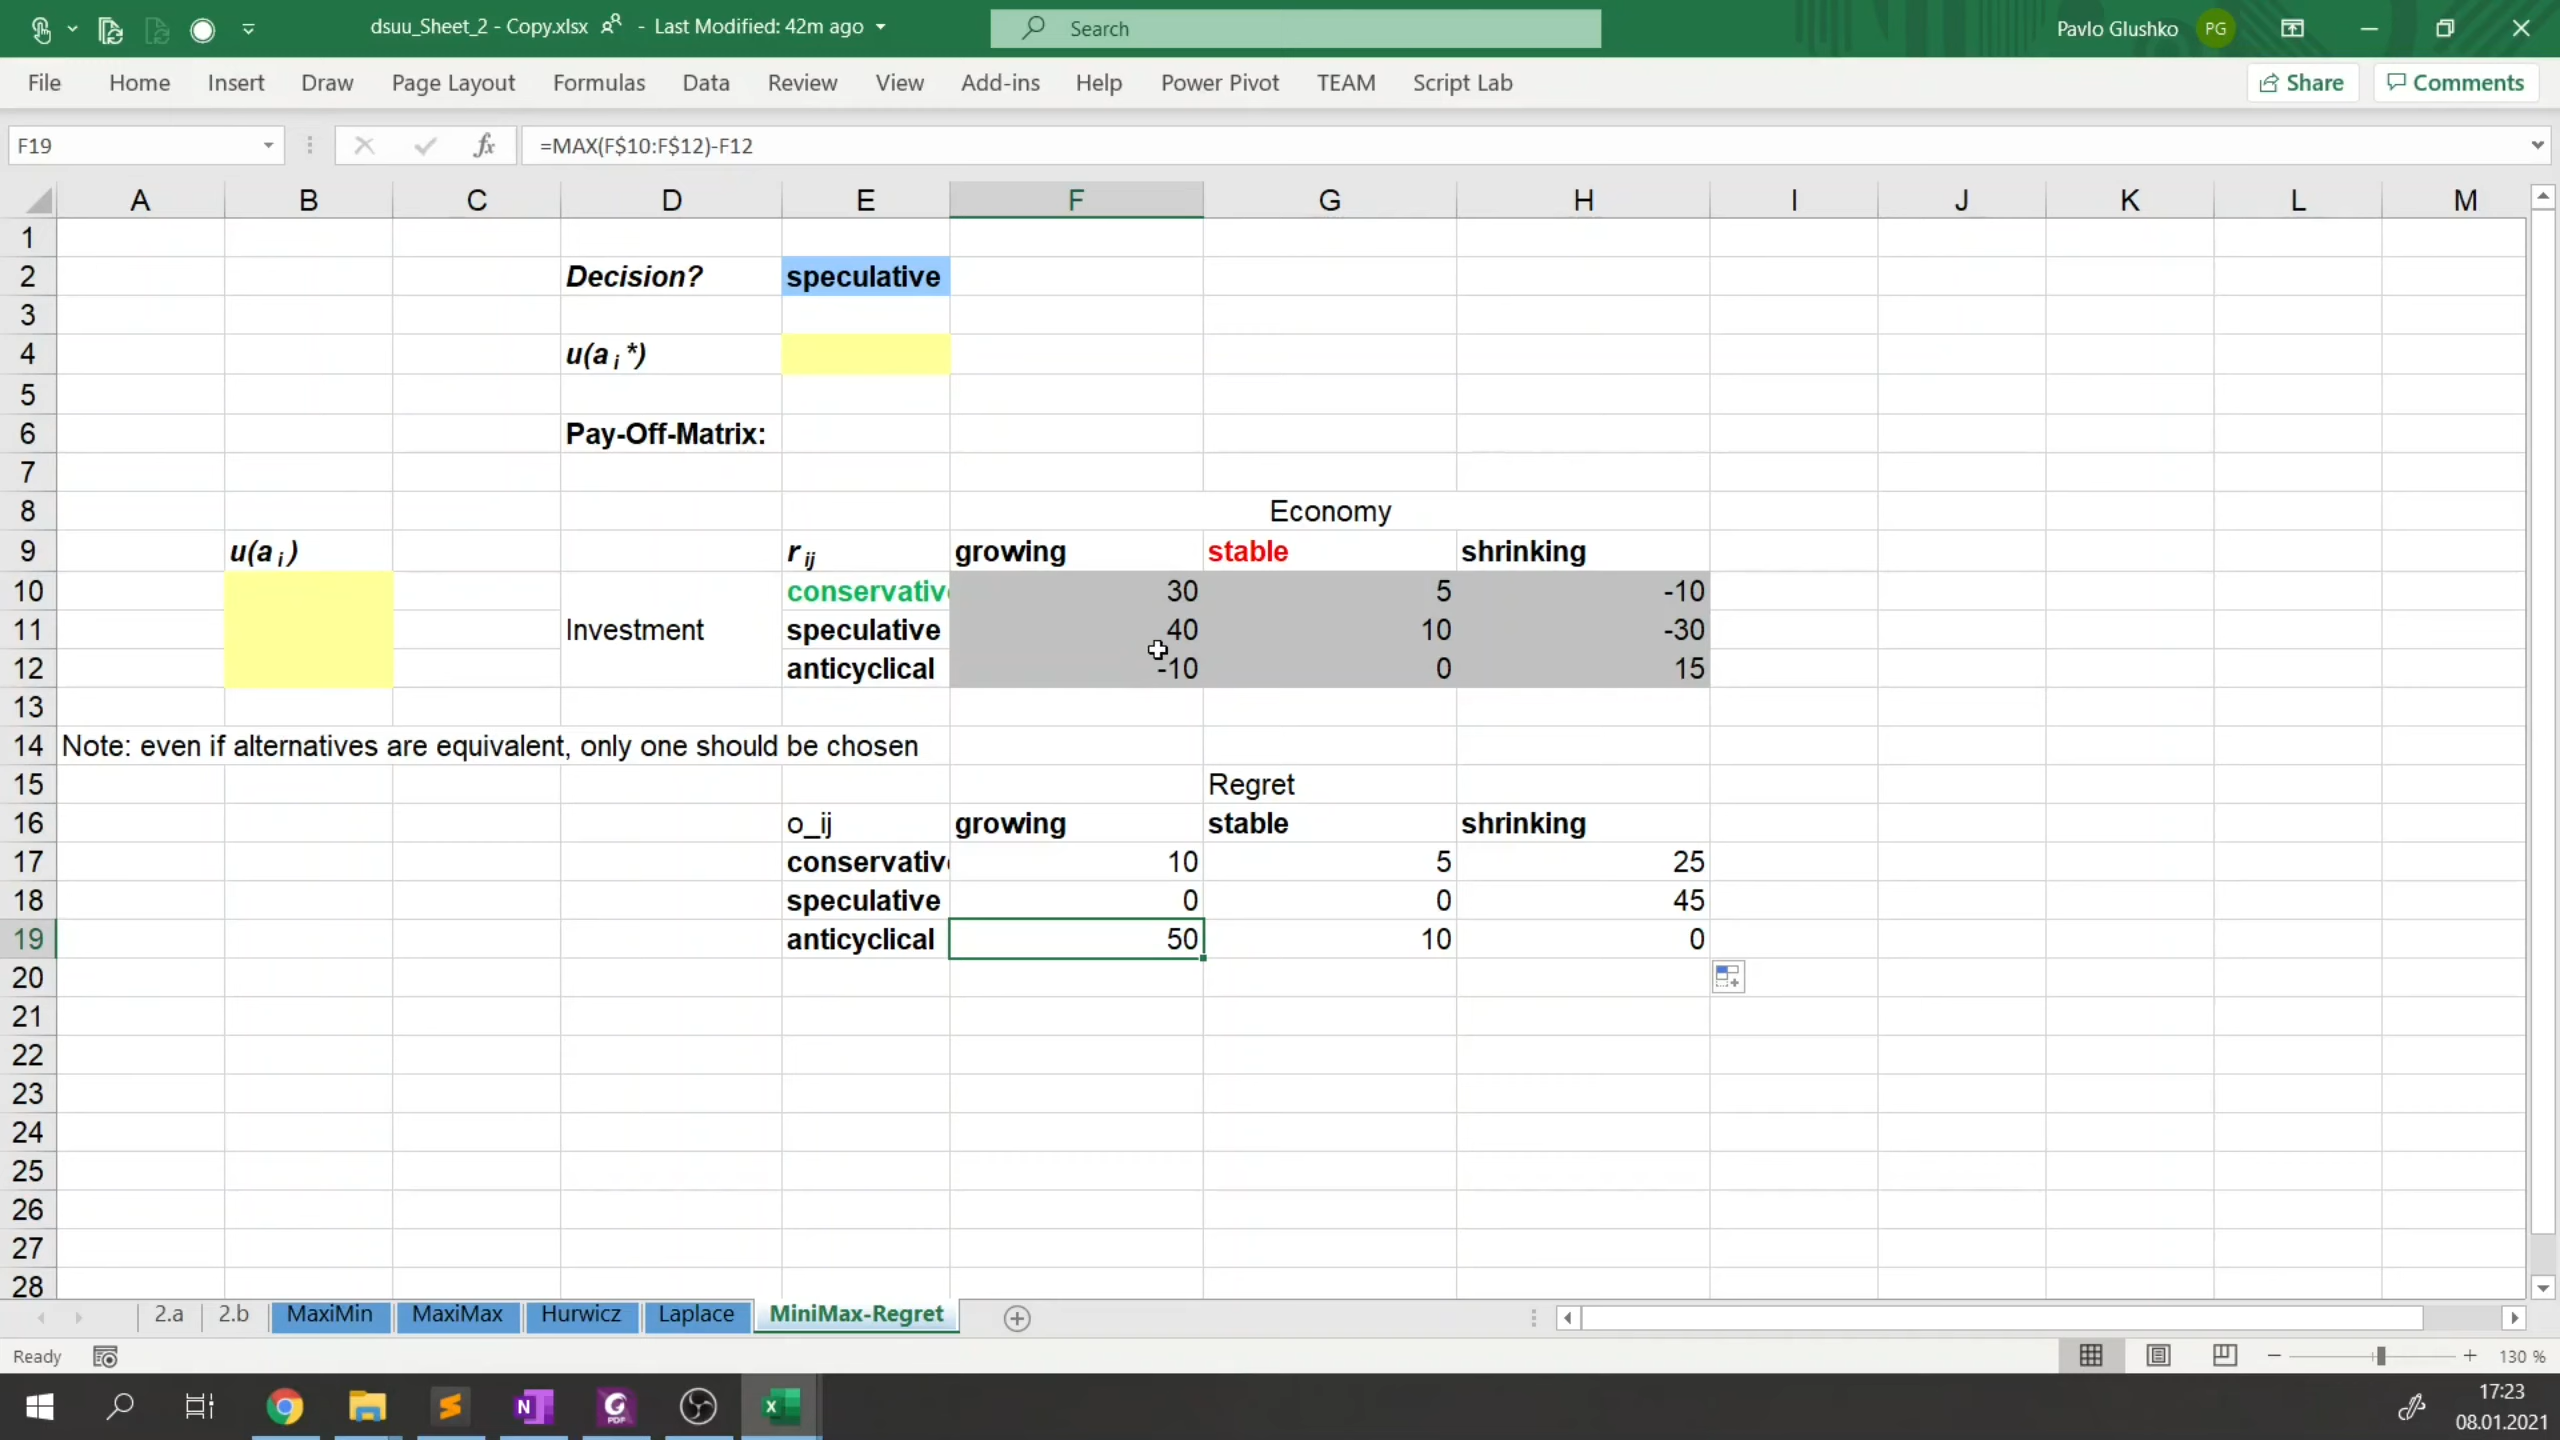 dsuu_Sheet_2 - Copy.xlsx - Last Modified: 42m ago
Search
Pavlo Glushko PG
File Home Insert Draw Page Layout Formulas Data Review View Add-ins Help Power Pivot TEAM Script Lab Share Comments
F19 fx =MAX(F$10:F$12)-F12
A B C D E F G H I J K L M
1
2 Decision? speculative
3
4 u(a i *)
5
6 Pay-Off-Matrix:
7
8 Economy
9 u(a i ) r ij growing stable shrinking
10 conservative 30 5 -10
11 Investment speculative 40 10 -30
12 anticyclical -10 0 15
13
14 Note: even if alternatives are equivalent, only one should be chosen
15 Regret
16 o_ij growing stable shrinking
17 conservative 10 5 25
18 speculative 0 0 45
19 anticyclical 50 10 0
20
21
22
23
24
25
26
27
28
2.a 2.b MaxiMin MaxiMax Hurwicz Laplace MiniMax-Regret
Ready 130 %
17:23
08.01.2021